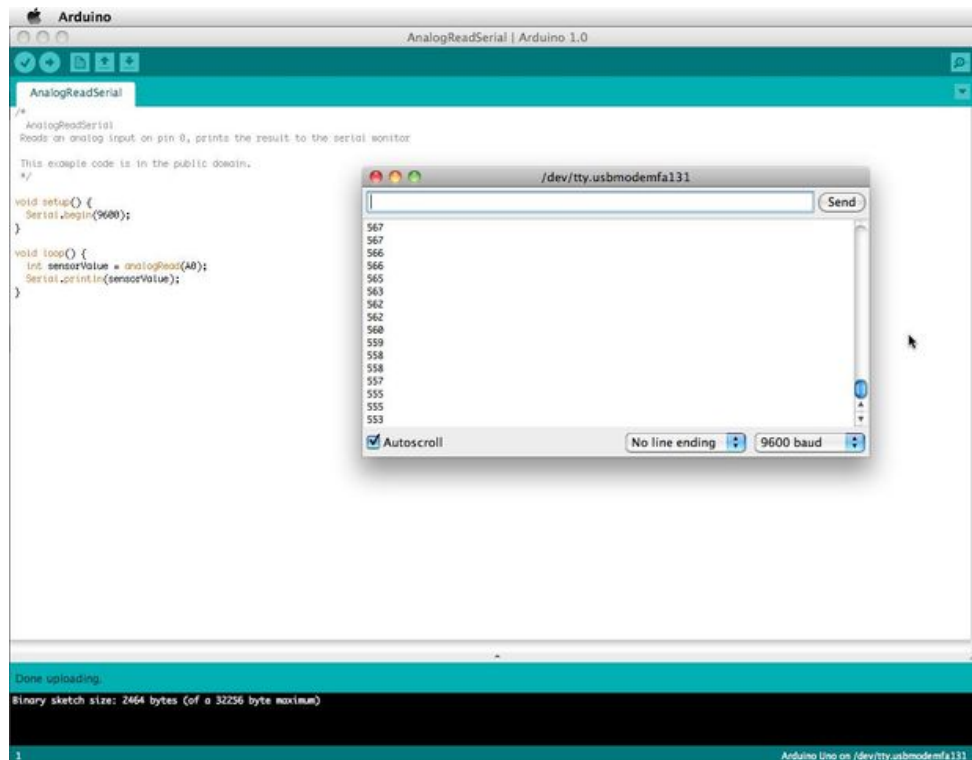 Arduino
AnalogReadSerial | Arduino 1.0
AnalogReadSerial
/*
AnalogReadSerial
Reads an analog input on pin 0, prints the result to the serial monitor
This example code is in the public domain.
*/
void setup() {
Serial.begin(9600);
}
void loop() {
int sensorValue = analogRead(A0);
Serial.println(sensorValue);
}
/dev/tty.usbmodemfa131
Send
567
567
566
566
565
563
562
562
560
559
558
558
557
555
555
553
Autoscroll
No line ending
9600 baud
Done uploading.
Binary sketch size: 2464 bytes (of a 32256 byte maximum)
1
Arduino Uno on /dev/tty.usbmodemfa131